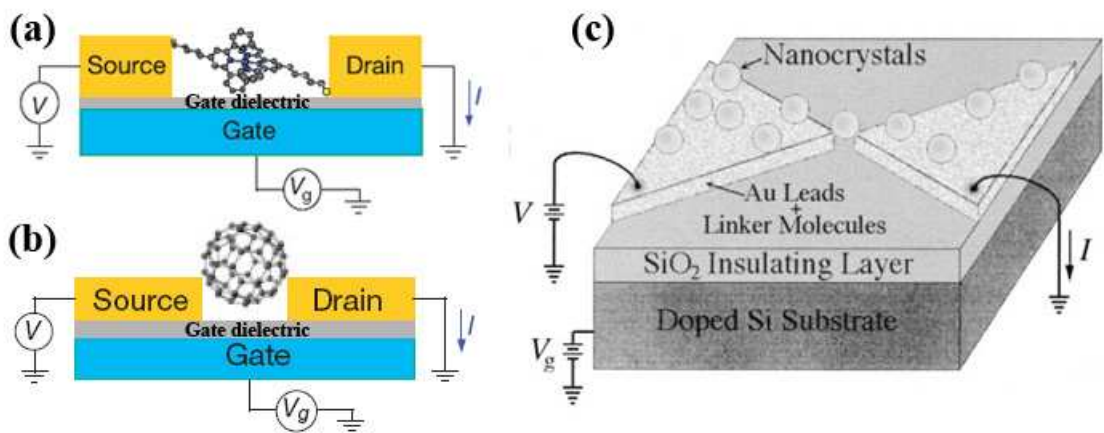 (a)
Source
Drain
V
Gate dielectric
I
Gate
Vg
(b)
Source
Drain
V
Gate dielectric
I
Gate
Vg
(c)
Nanocrystals
Au Leads
+
Linker Molecules
V
I
SiO2 Insulating Layer
Doped Si Substrate
Vg